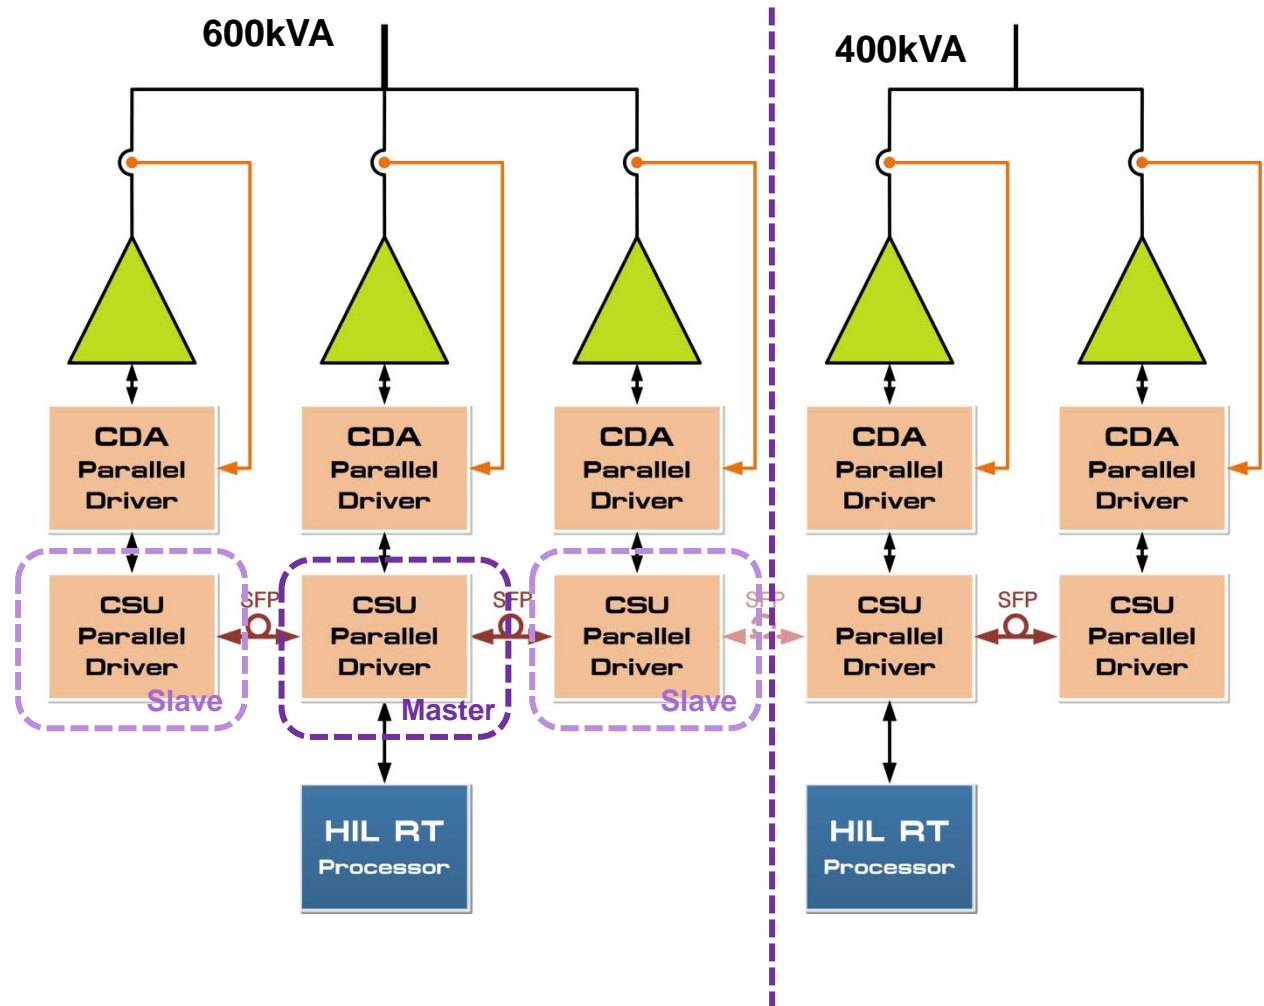 600kVA
400kVA
CDA
Parallel
Driver
CDA
Parallel
Driver
CDA
Parallel
Driver
CDA
Parallel
Driver
CDA
Parallel
Driver
CSU
Parallel
Driver
Slave
SFP
CSU
Parallel
Driver
Master
SFP
CSU
Parallel
Driver
Slave
SFP
CSU
Parallel
Driver
SFP
CSU
Parallel
Driver
HIL RT
Processor
HIL RT
Processor